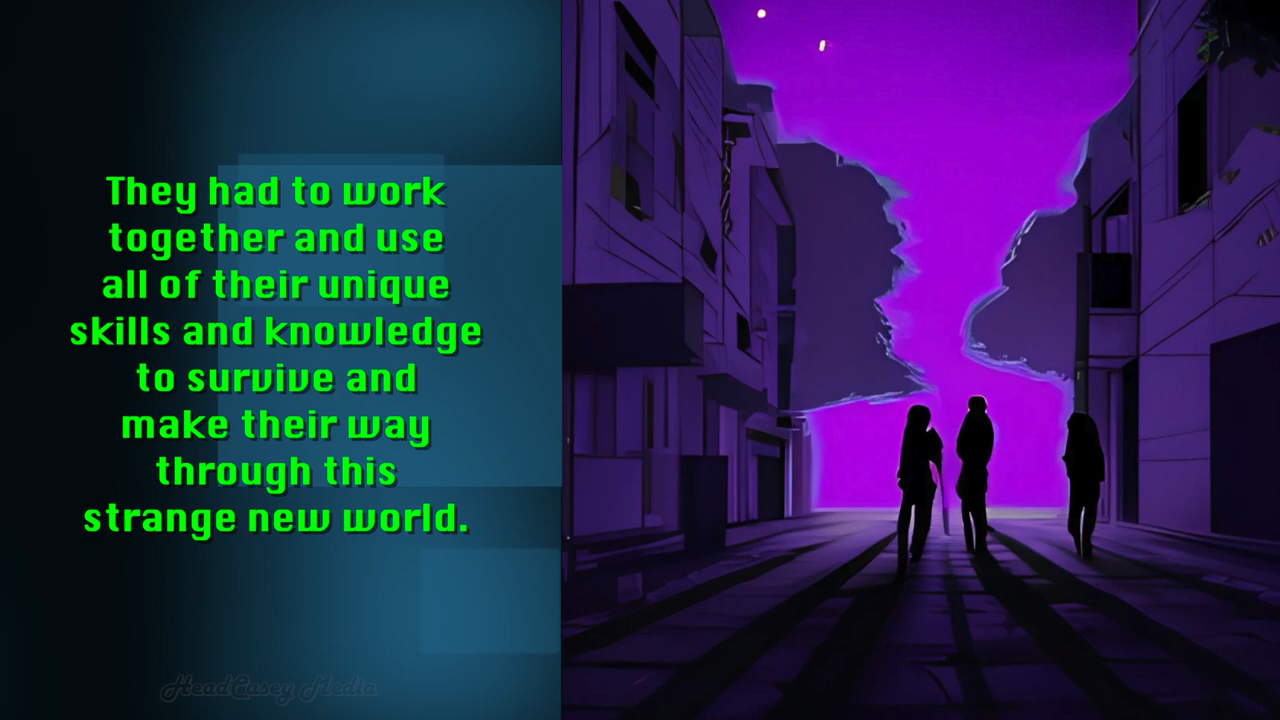 They had to work
together and use
all of their unique
skills and knowledge
to survive and
make their way
through this
strange new world.
HeadCasey Media